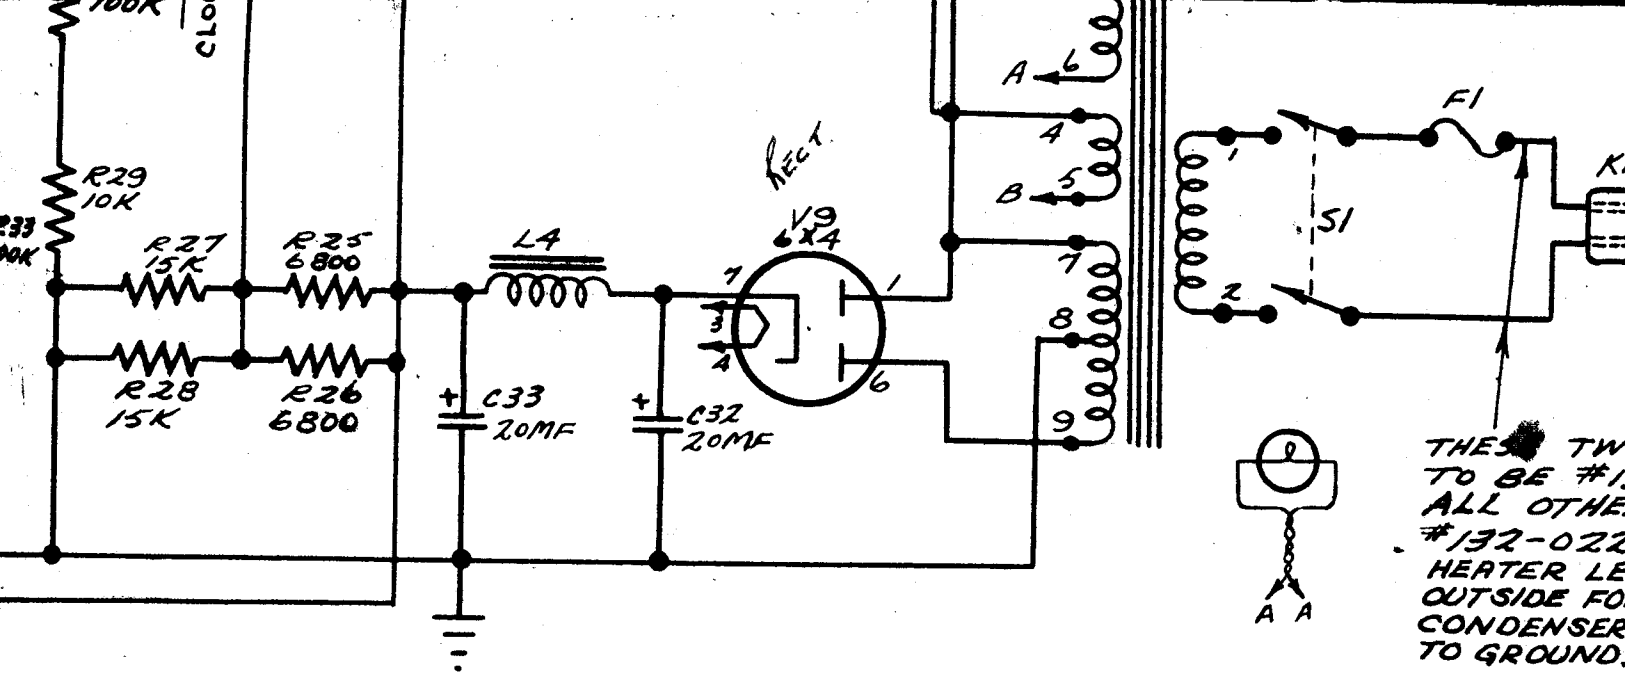 100K
CLO
R29
10K
R27
15K
R25
6800
R28
15K
R26
6800
L4
+
C33
20MF
+
C32
20MF
RECT
V9
6X4
7
3
4
1
6
A
6
4
B
5
7
8
9
1
2
S1
F1
A A
THESE TW
TO BE #1
ALL OTHE
#132-022
HEATER LE
OUTSIDE FO
CONDENSER
TO GROUND